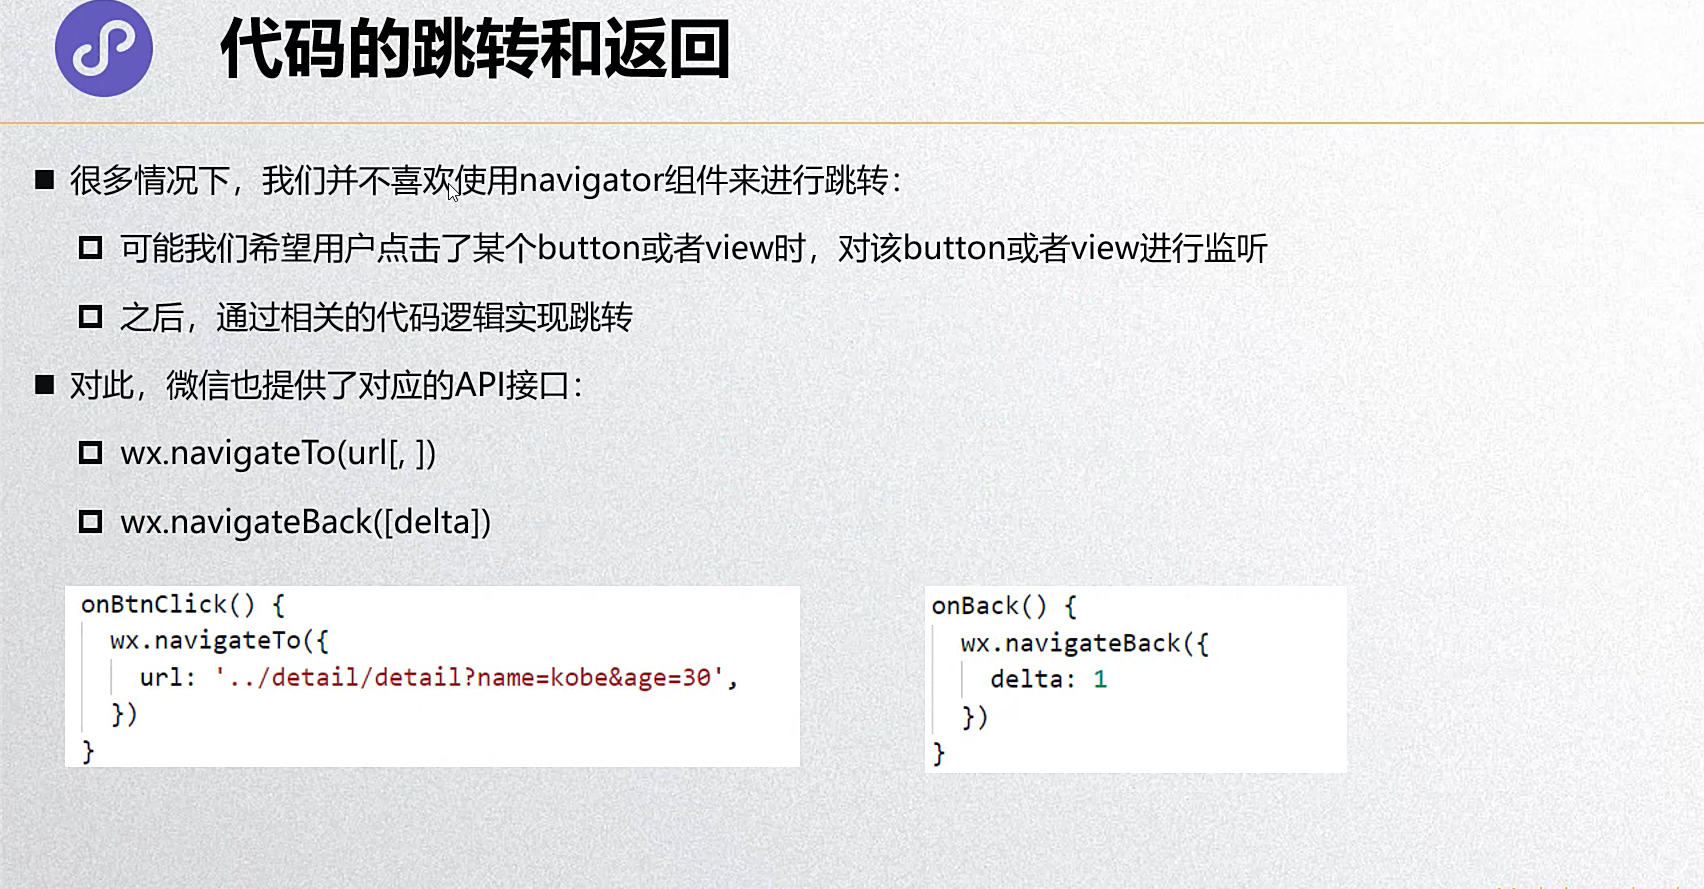 代码的跳转和返回
很多情况下，我们并不喜欢使用navigator组件来进行跳转：
可能我们希望用户点击了某个button或者view时，对该button或者view进行监听
之后，通过相关的代码逻辑实现跳转
对此，微信也提供了对应的API接口：
wx.navigateTo(url[, ])
wx.navigateBack([delta])
onBtnClick() {
wx.navigateTo({
url: '../detail/detail?name=kobe&age=30',
})
}
onBack() {
wx.navigateBack({
delta: 1
})
}